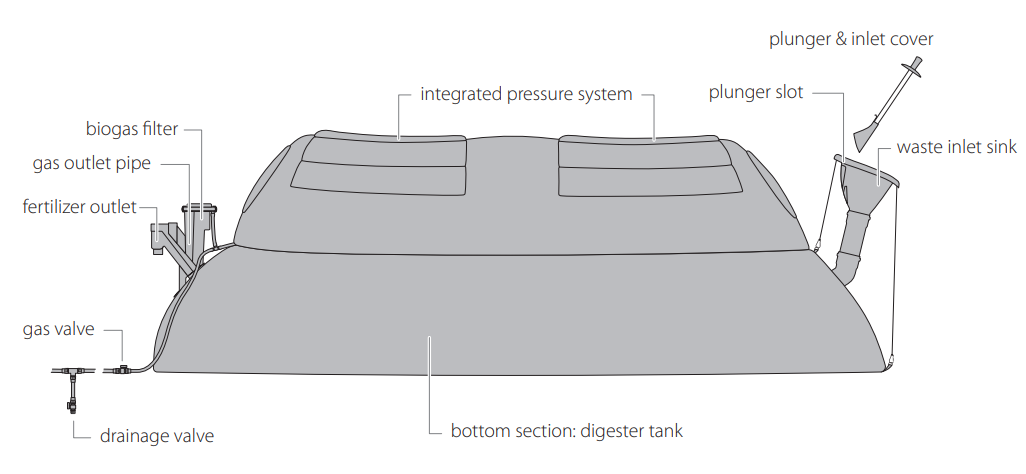 plunger & inlet cover
integrated pressure system
plunger slot
biogas filter
waste inlet sink
gas outlet pipe
fertilizer outlet
gas valve
drainage valve
bottom section: digester tank